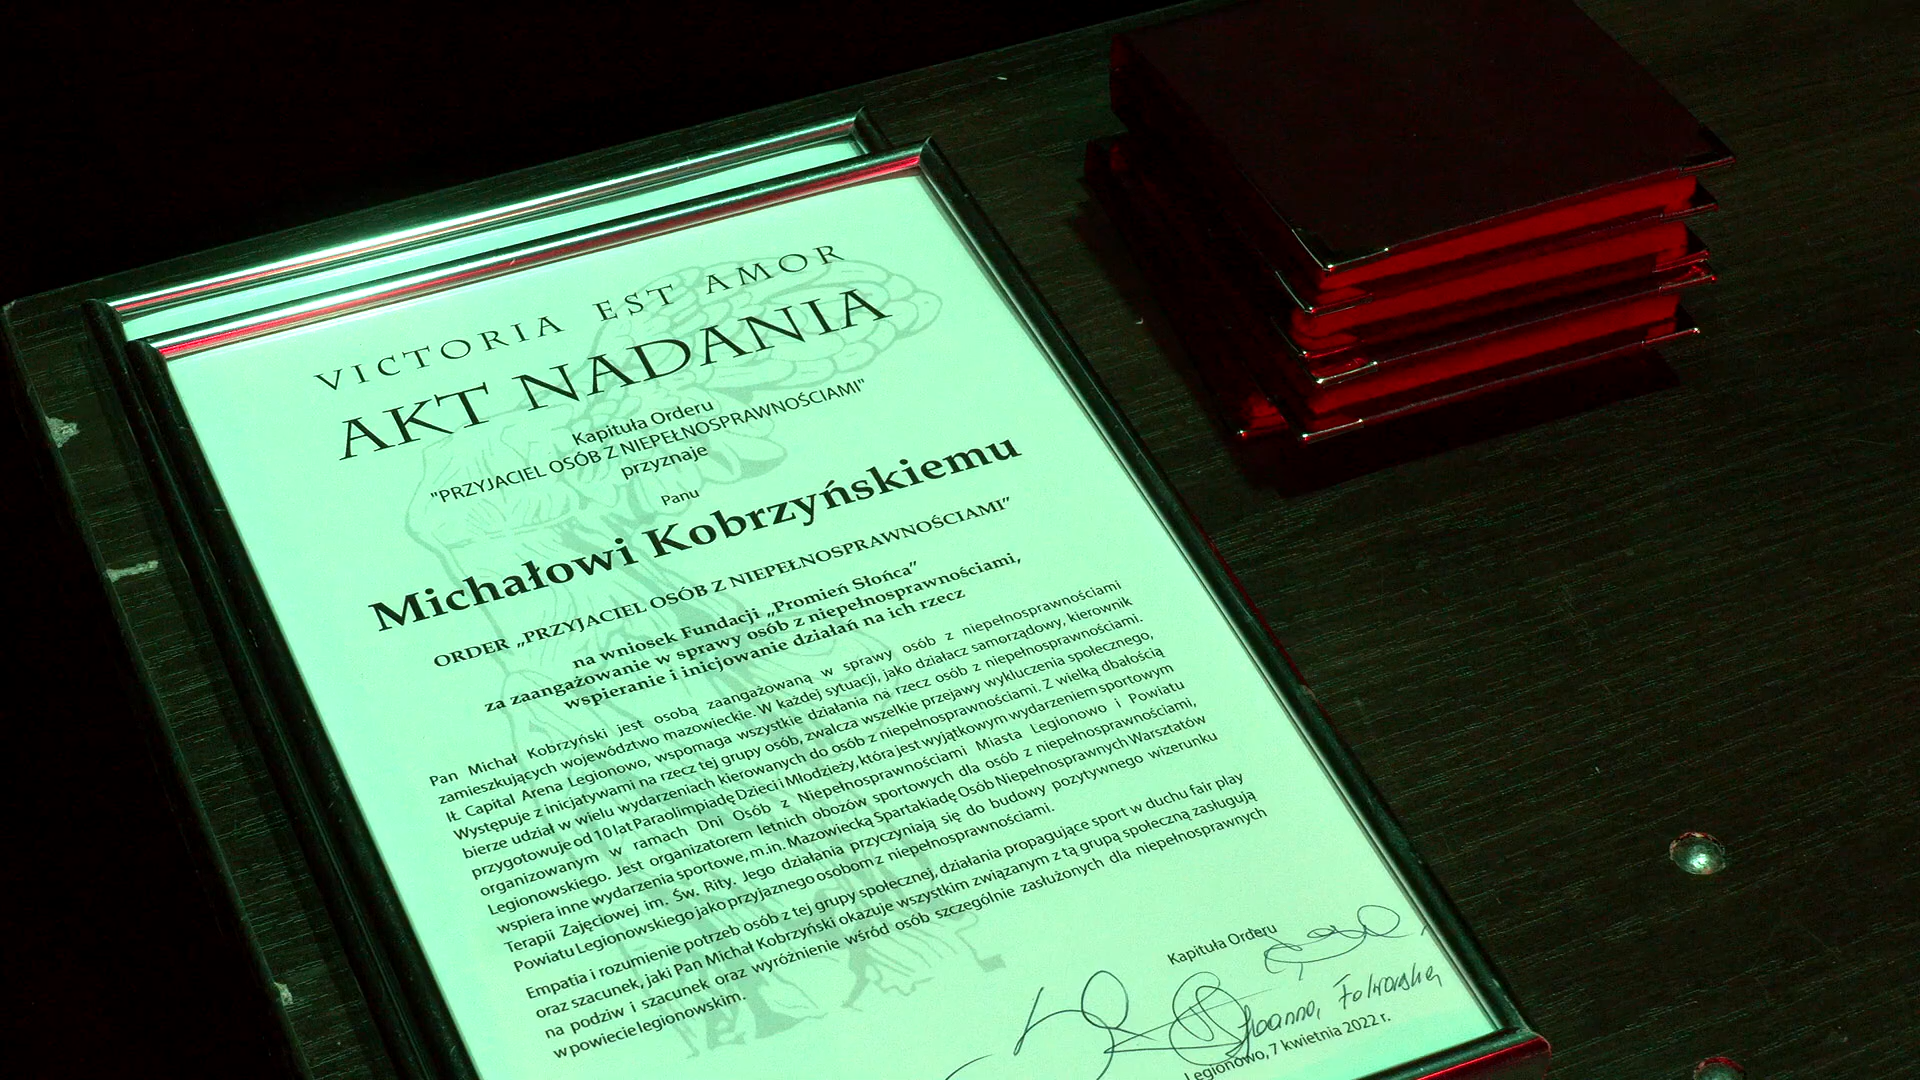 VICTORIA EST AMOR
AKT NADANIA
Kapituła Orderu
"PRZYJACIEL OSÓB Z NIEPEŁNOSPRAWNOŚCIAMI"
przyznaje
Panu
Michałowi Kobrzyńskiemu
ORDER „PRZYJACIEL OSÓB Z NIEPEŁNOSPRAWNOŚCIAMI”
na wniosek Fundacji „Promień Słońca”
za zaangażowanie w sprawy osób z niepełnosprawnościami,
wspieranie i inicjowanie działań na ich rzecz
Pan Michał Kobrzyński jest osobą zaangażowaną w sprawy osób z niepełnosprawnościami
zamieszkujących województwo mazowieckie. W każdej sytuacji, jako działacz samorządowy, kierownik
IŁ Capital Arena Legionowo, wspomaga wszystkie działania na rzecz osób z niepełnosprawnościami.
Występuje z inicjatywami na rzecz tej grupy osób, zwalcza wszelkie przejawy wykluczenia społecznego,
bierze udział w wielu wydarzeniach kierowanych do osób z niepełnosprawnościami. Z wielką dbałością
przygotowuje od 10 lat Paraolimpiadę Dzieci i Młodzieży, która jest wyjątkowym wydarzeniem sportowym
organizowanym w ramach Dni Osób z Niepełnosprawnościami Miasta Legionowo i Powiatu
Legionowskiego. Jest organizatorem letnich obozów sportowych dla osób z niepełnosprawnościami,
wspiera inne wydarzenia sportowe, m.in. Mazowiecką Spartakiadę Osób Niepełnosprawnych Warsztatów
Terapii Zajęciowej im. Św. Rity. Jego działania przyczyniają się do budowy pozytywnego wizerunku
Powiatu Legionowskiego jako przyjaznego osobom z niepełnosprawnościami.
Empatia i rozumienie potrzeb osób z tej grupy społecznej, działania propagujące sport w duchu fair play
oraz szacunek, jaki Pan Michał Kobrzyński okazuje wszystkim związanym z tą grupą społeczną zasługują
na podziw i szacunek oraz wyróżnienie wśród osób szczególnie zasłużonych dla niepełnosprawnych
w powiecie legionowskim.
Kapituła Orderu
Joanna
Legionowo, 7 kwietnia 2022 r.